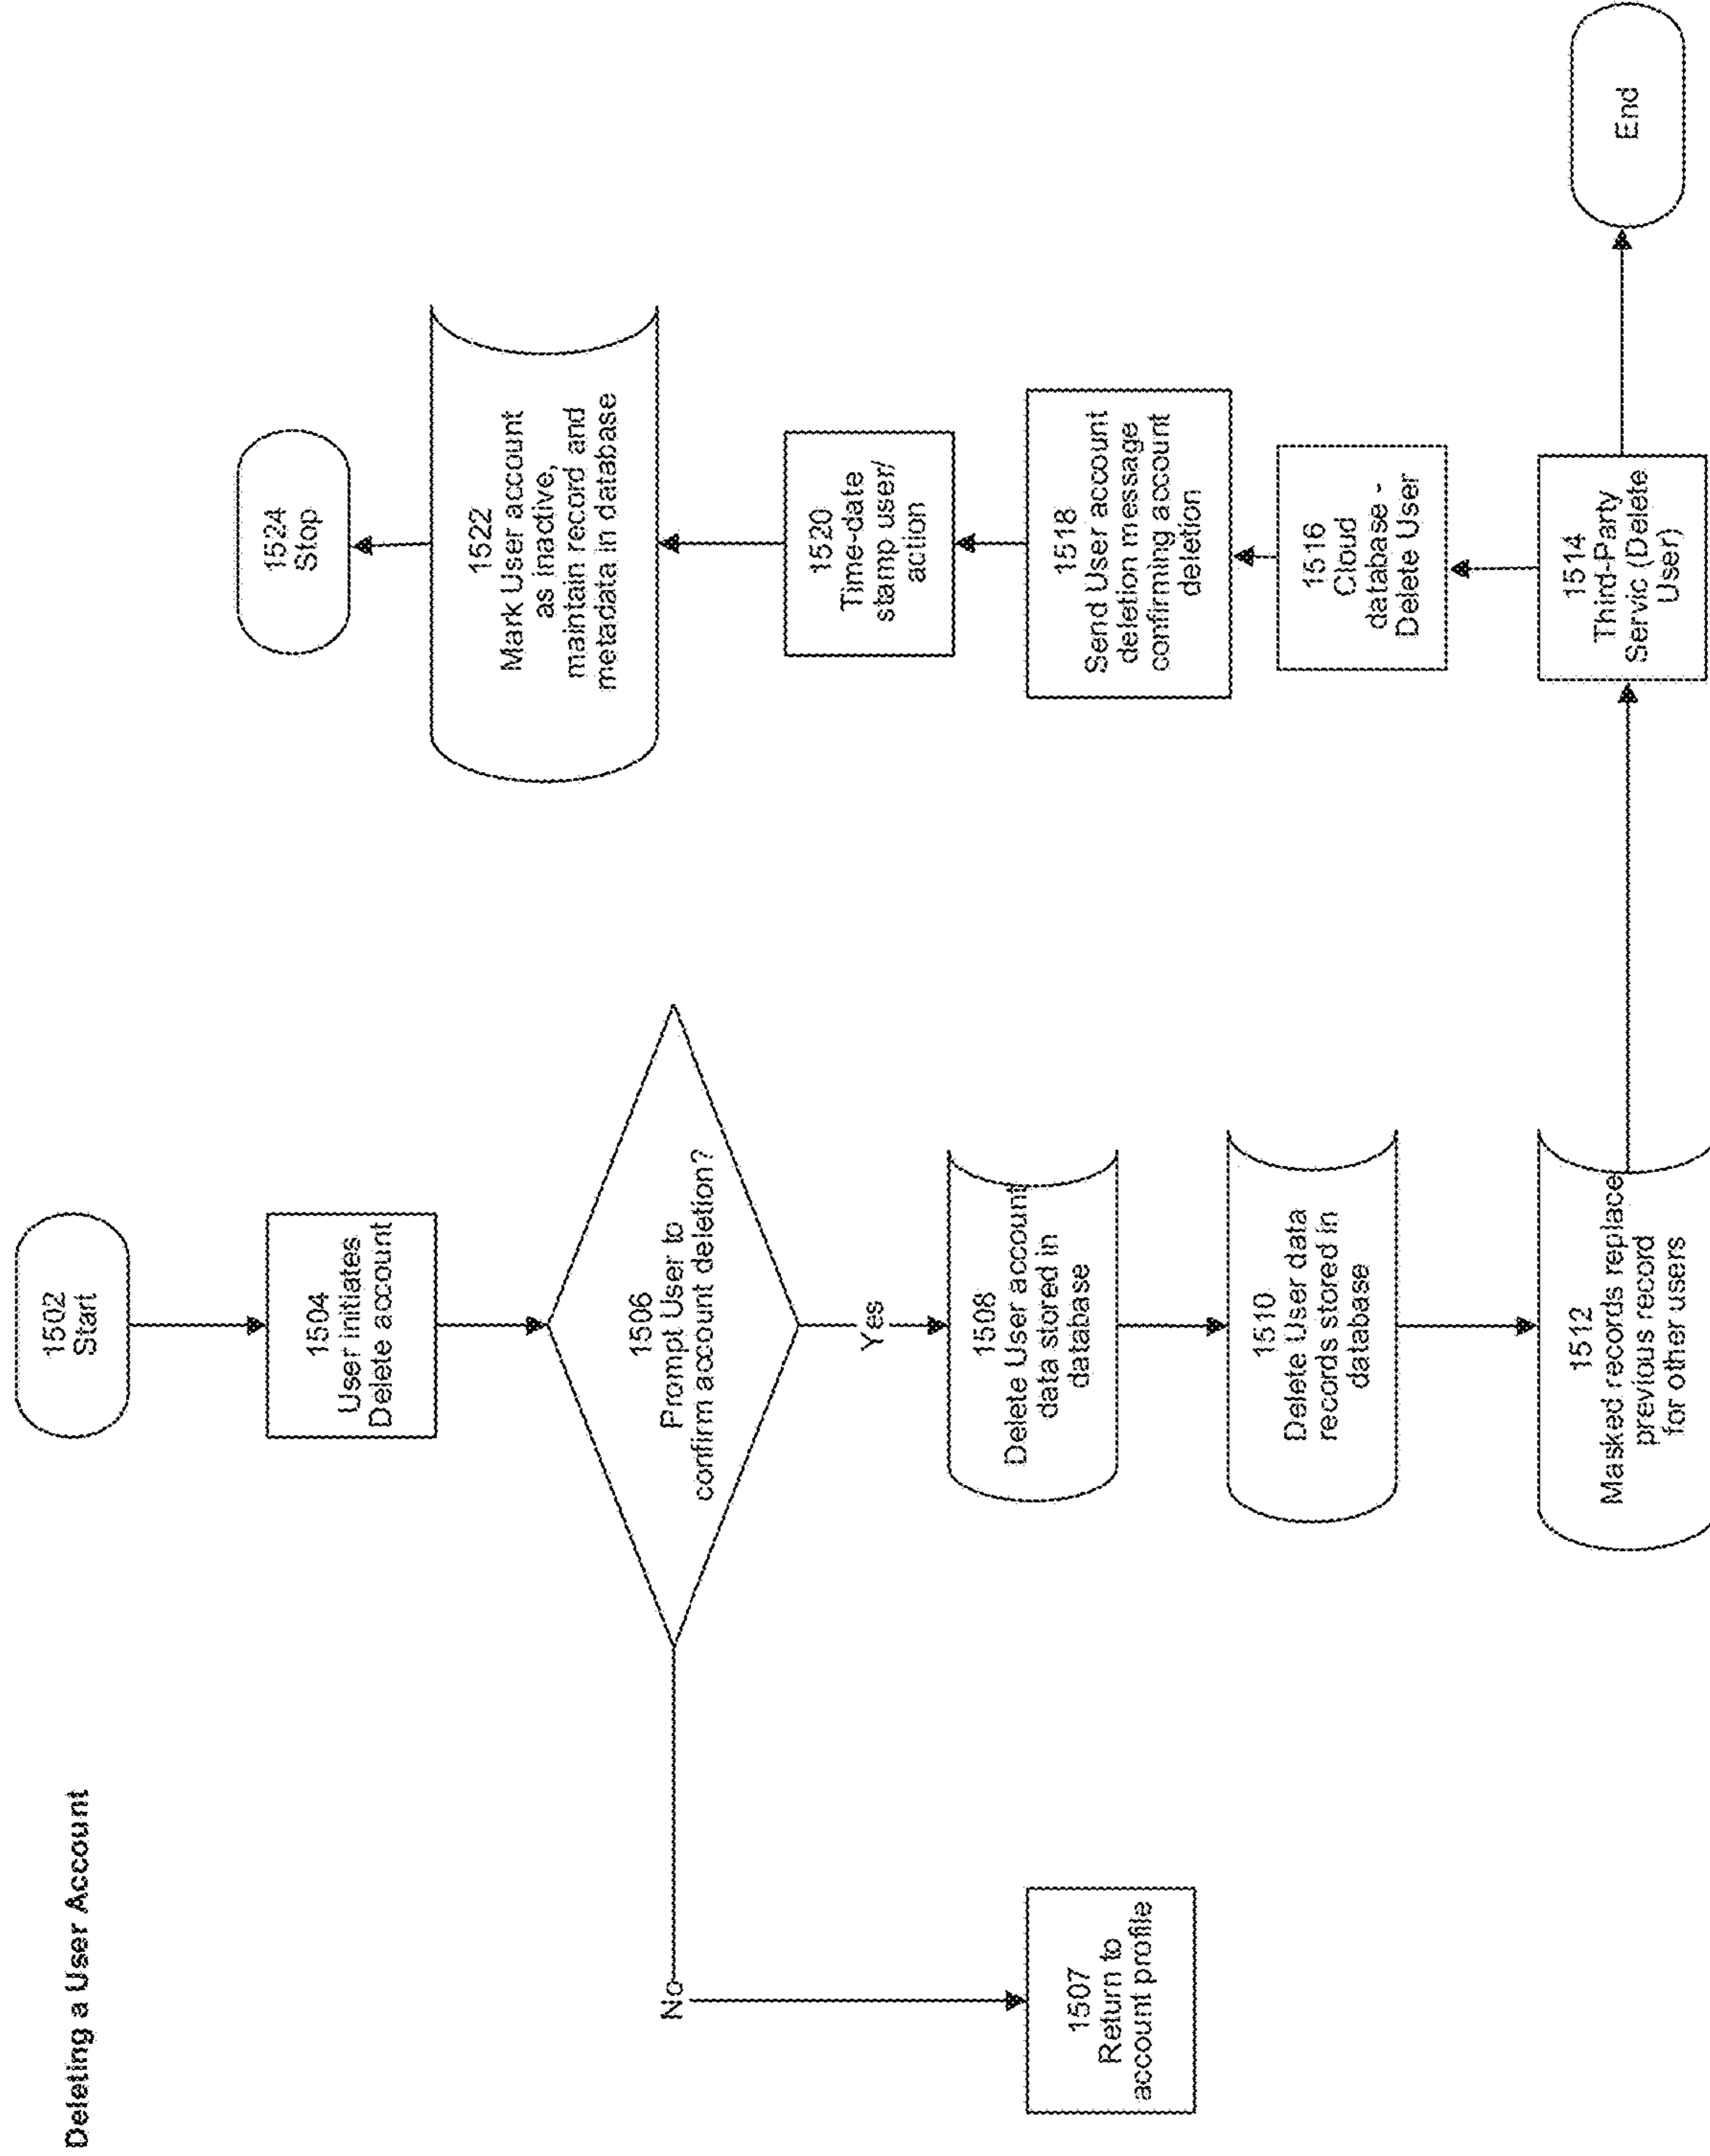 Deleting a User Account
1502
Start
1504
User initiates
Delete account
1506
Prompt User to
confirm account deletion?
No
Yes
1507
Return to
account profile
1508
Delete User account
data stored in
database
1510
Delete User data
records stored in
database
1512
Masked records replace
previous record
for other users
1514
Third-Party
Servic (Delete
User)
End
1516
Cloud
database -
Delete User
1518
Send User account
deletion message
confirming account
deletion
1520
Time-date
stamp user/
action
1522
Mark User account
as inactive,
maintain record and
metadata in database
1524
Stop